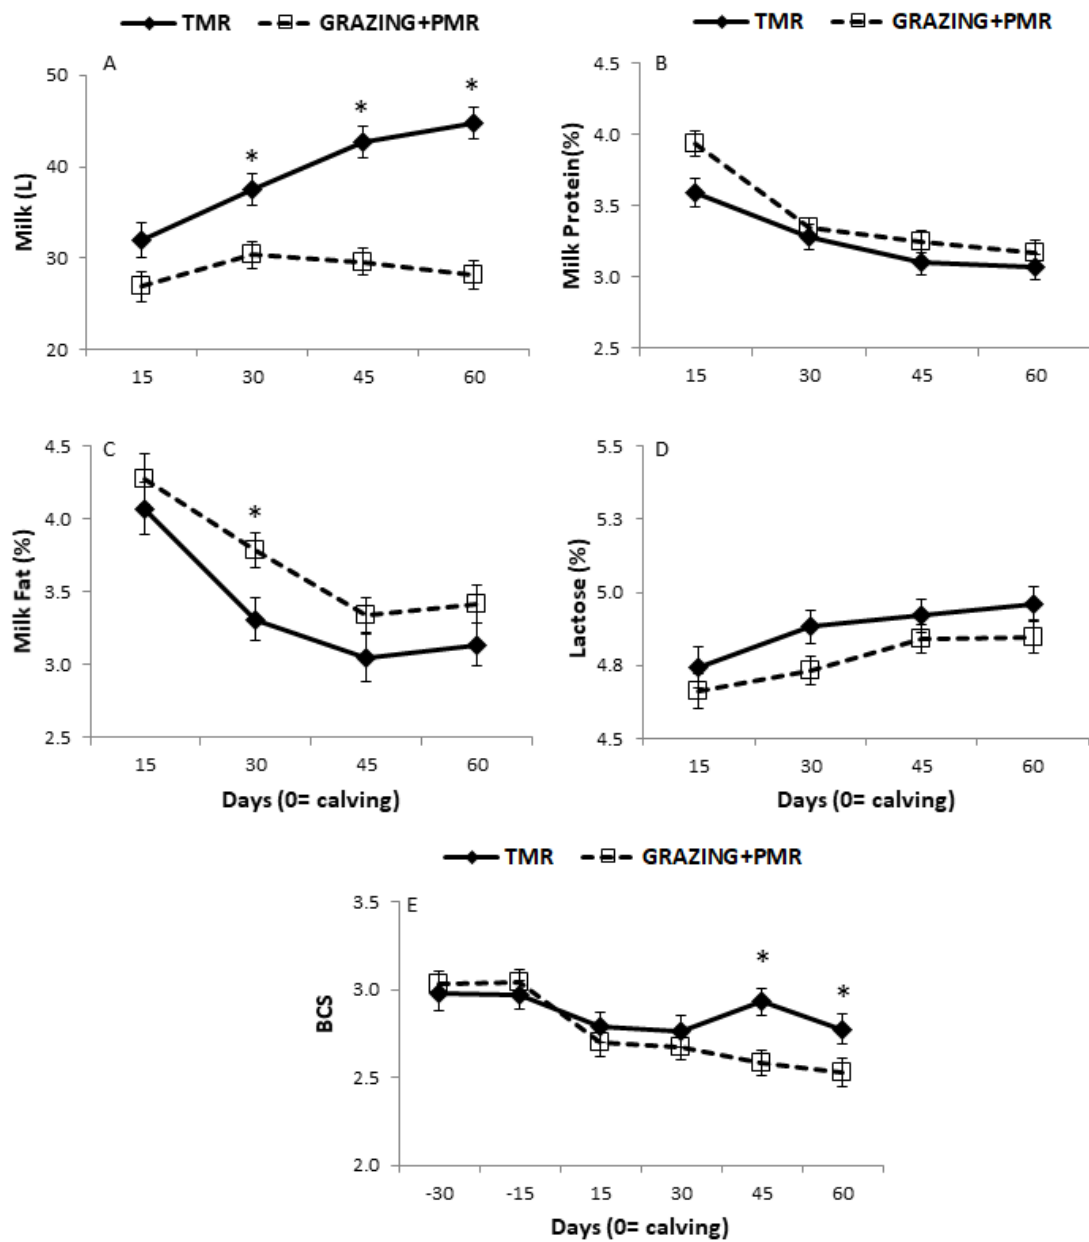 TMR GRAZING+PMR
A
*
*
*
50
40
30
20
Milk (L)
15 30 45 60
TMR GRAZING+PMR
B
4.5
4.0
3.5
3.0
2.5
Milk Protein(%)
15 30 45 60
C
*
4.5
4.0
3.5
3.0
2.5
Milk Fat (%)
15 30 45 60
Days (0= calving)
D
5.5
5.3
5.0
4.8
4.5
Lactose (%)
15 30 45 60
Days (0= calving)
TMR GRAZING+PMR
E
*
*
3.5
3.0
2.5
2.0
BCS
-30 -15 15 30 45 60
Days (0= calving)